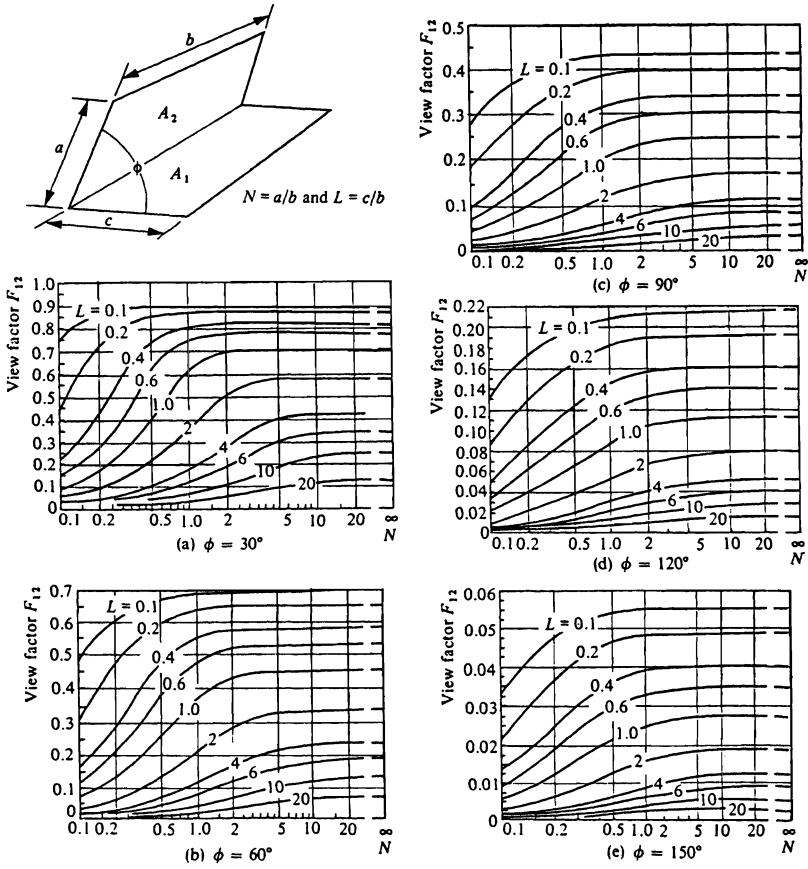 b
a
A₂
ϕ
A₁
c
N = a/b and L = c/b
View factor F₁₂
0.5
0.4
0.3
0.2
0.1
0
L = 0.1
0.2
0.4
0.6
1.0
2
4
6
10
20
0.1 0.2 0.5 1.0 2 5 10 20 ∞
N
(c) ϕ = 90°
View factor F₁₂
1.0
0.9
0.8
0.7
0.6
0.5
0.4
0.3
0.2
0.1
0
L = 0.1
0.2
0.4
0.6
1.0
2
4
6
10
20
0.1 0.2 0.5 1.0 2 5 10 20 ∞
N
(a) ϕ = 30°
View factor F₁₂
0.22
0.20
0.18
0.16
0.14
0.12
0.10
0.08
0.06
0.04
0.02
0
L = 0.1
0.2
0.4
0.6
1.0
2
4
6
10
20
0.1 0.2 0.5 1.0 2 5 10 20 ∞
N
(d) ϕ = 120°
View factor F₁₂
0.7
0.6
0.5
0.4
0.3
0.2
0.1
0
L = 0.1
0.2
0.4
0.6
1.0
2
4
6
10
20
0.1 0.2 0.5 1.0 2 5 10 20 ∞
N
(b) ϕ = 60°
View factor F₁₂
0.06
0.05
0.04
0.03
0.02
0.01
0
L = 0.1
0.2
0.4
0.6
1.0
2
4
6
10
20
0.1 0.2 0.5 1.0 2 5 10 20 ∞
N
(e) ϕ = 150°